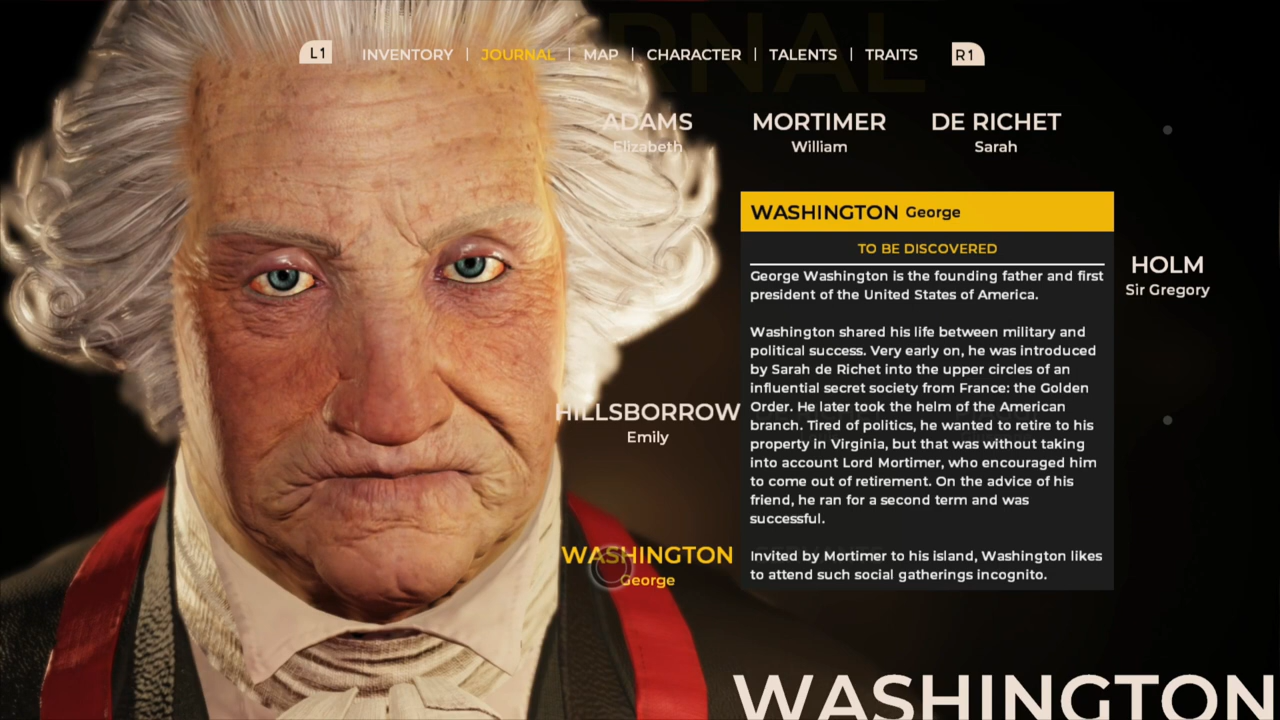 L1 INVENTORY | JOURNAL | MAP | CHARACTER | TALENTS | TRAITS R1
RNAL
ADAMS MORTIMER DE RICHET
Elizabeth William Sarah
WASHINGTON George
TO BE DISCOVERED
George Washington is the founding father and first
president of the United States of America.
Washington shared his life between military and
political success. Very early on, he was introduced
by Sarah de Richet into the upper circles of an
influential secret society from France: the Golden
Order. He later took the helm of the American
branch. Tired of politics, he wanted to retire to his
property in Virginia, but that was without taking
into account Lord Mortimer, who encouraged him
to come out of retirement. On the advice of his
friend, he ran for a second term and was
successful.
Invited by Mortimer to his island, Washington likes
to attend such social gatherings incognito.
HOLM
Sir Gregory
HILLSBORROW
Emily
WASHINGTON
George
WASHINGTON